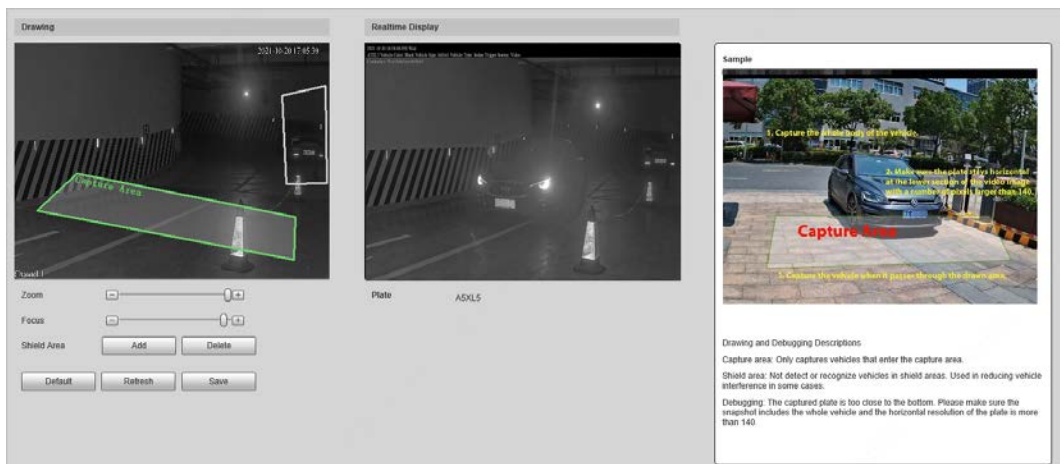 Drawing
2021-10-20 17:05:39
Capture Area
Zoom
Focus
Shield Area
Add
Delete
Default
Refresh
Save
Realtime Display
Plate
A5XL5
Sample
1. Capture the whole body of the vehicle.
2. Make sure the plate stays horizontal
at the lower section of the video image
with a number of pixels larger than 140.
Capture Area
3. Capture the vehicle when it passes through the drawn area.
Drawing and Debugging Descriptions
Capture area: Only captures vehicles that enter the capture area.
Shield area: Not detect or recognize vehicles in shield areas. Used in reducing vehicle
interference in some cases.
Debugging: The captured plate is too close to the bottom. Please make sure the
snapshot includes the whole vehicle and the horizontal resolution of the plate is more
than 140.